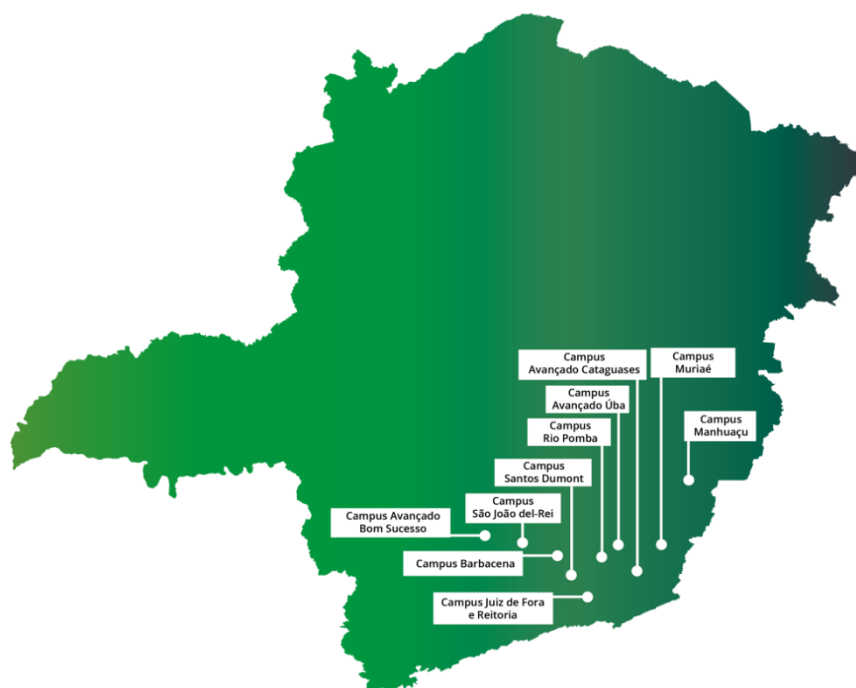 Campus
Avançado Cataguases
Campus
Muriaé
Campus
Avançado Úba
Campus
Manhuaçu
Campus
Rio Pomba
Campus
Santos Dumont
Campus
São João del-Rei
Campus Avançado
Bom Sucesso
Campus Barbacena
Campus Juiz de Fora
e Reitoria